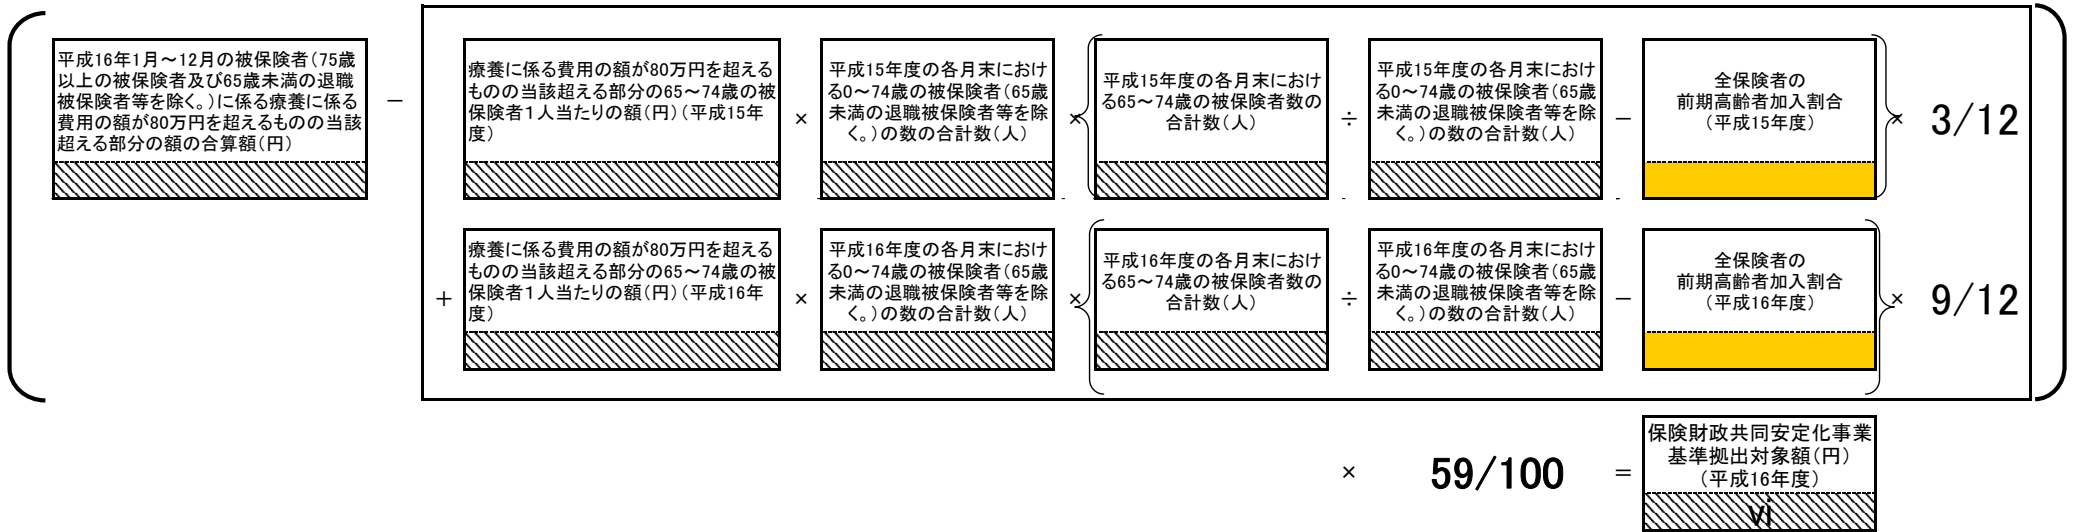 平成16年1月～12月の被保険者（75歳
以上の被保険者及び65歳未満の退職
被保険者等を除く。）に係る療養に係る
費用の額が80万円を超えるものの当該
超える部分の額の合算額（円）
－
療養に係る費用の額が80万円を超える
ものの当該超える部分の65～74歳の被
保険者１人当たりの額（円）（平成15年
度）
×
平成15年度の各月末におけ
る0～74歳の被保険者（65歳
未満の退職被保険者等を除
く。）の数の合計数（人）
×
平成15年度の各月末におけ
る65～74歳の被保険者数の
合計数（人）
÷
平成15年度の各月末におけ
る0～74歳の被保険者（65歳
未満の退職被保険者等を除
く。）の数の合計数（人）
－
全保険者の
前期高齢者加入割合
（平成15年度）
×
3/12
＋
療養に係る費用の額が80万円を超える
ものの当該超える部分の65～74歳の被
保険者１人当たりの額（円）（平成16年
度）
×
平成16年度の各月末におけ
る0～74歳の被保険者（65歳
未満の退職被保険者等を除
く。）の数の合計数（人）
×
平成16年度の各月末におけ
る65～74歳の被保険者数の
合計数（人）
÷
平成16年度の各月末におけ
る0～74歳の被保険者（65歳
未満の退職被保険者等を除
く。）の数の合計数（人）
－
全保険者の
前期高齢者加入割合
（平成16年度）
×
9/12
×
59/100
＝
保険財政共同安定化事業
基準拠出対象額（円）
（平成16年度）
ⅵ